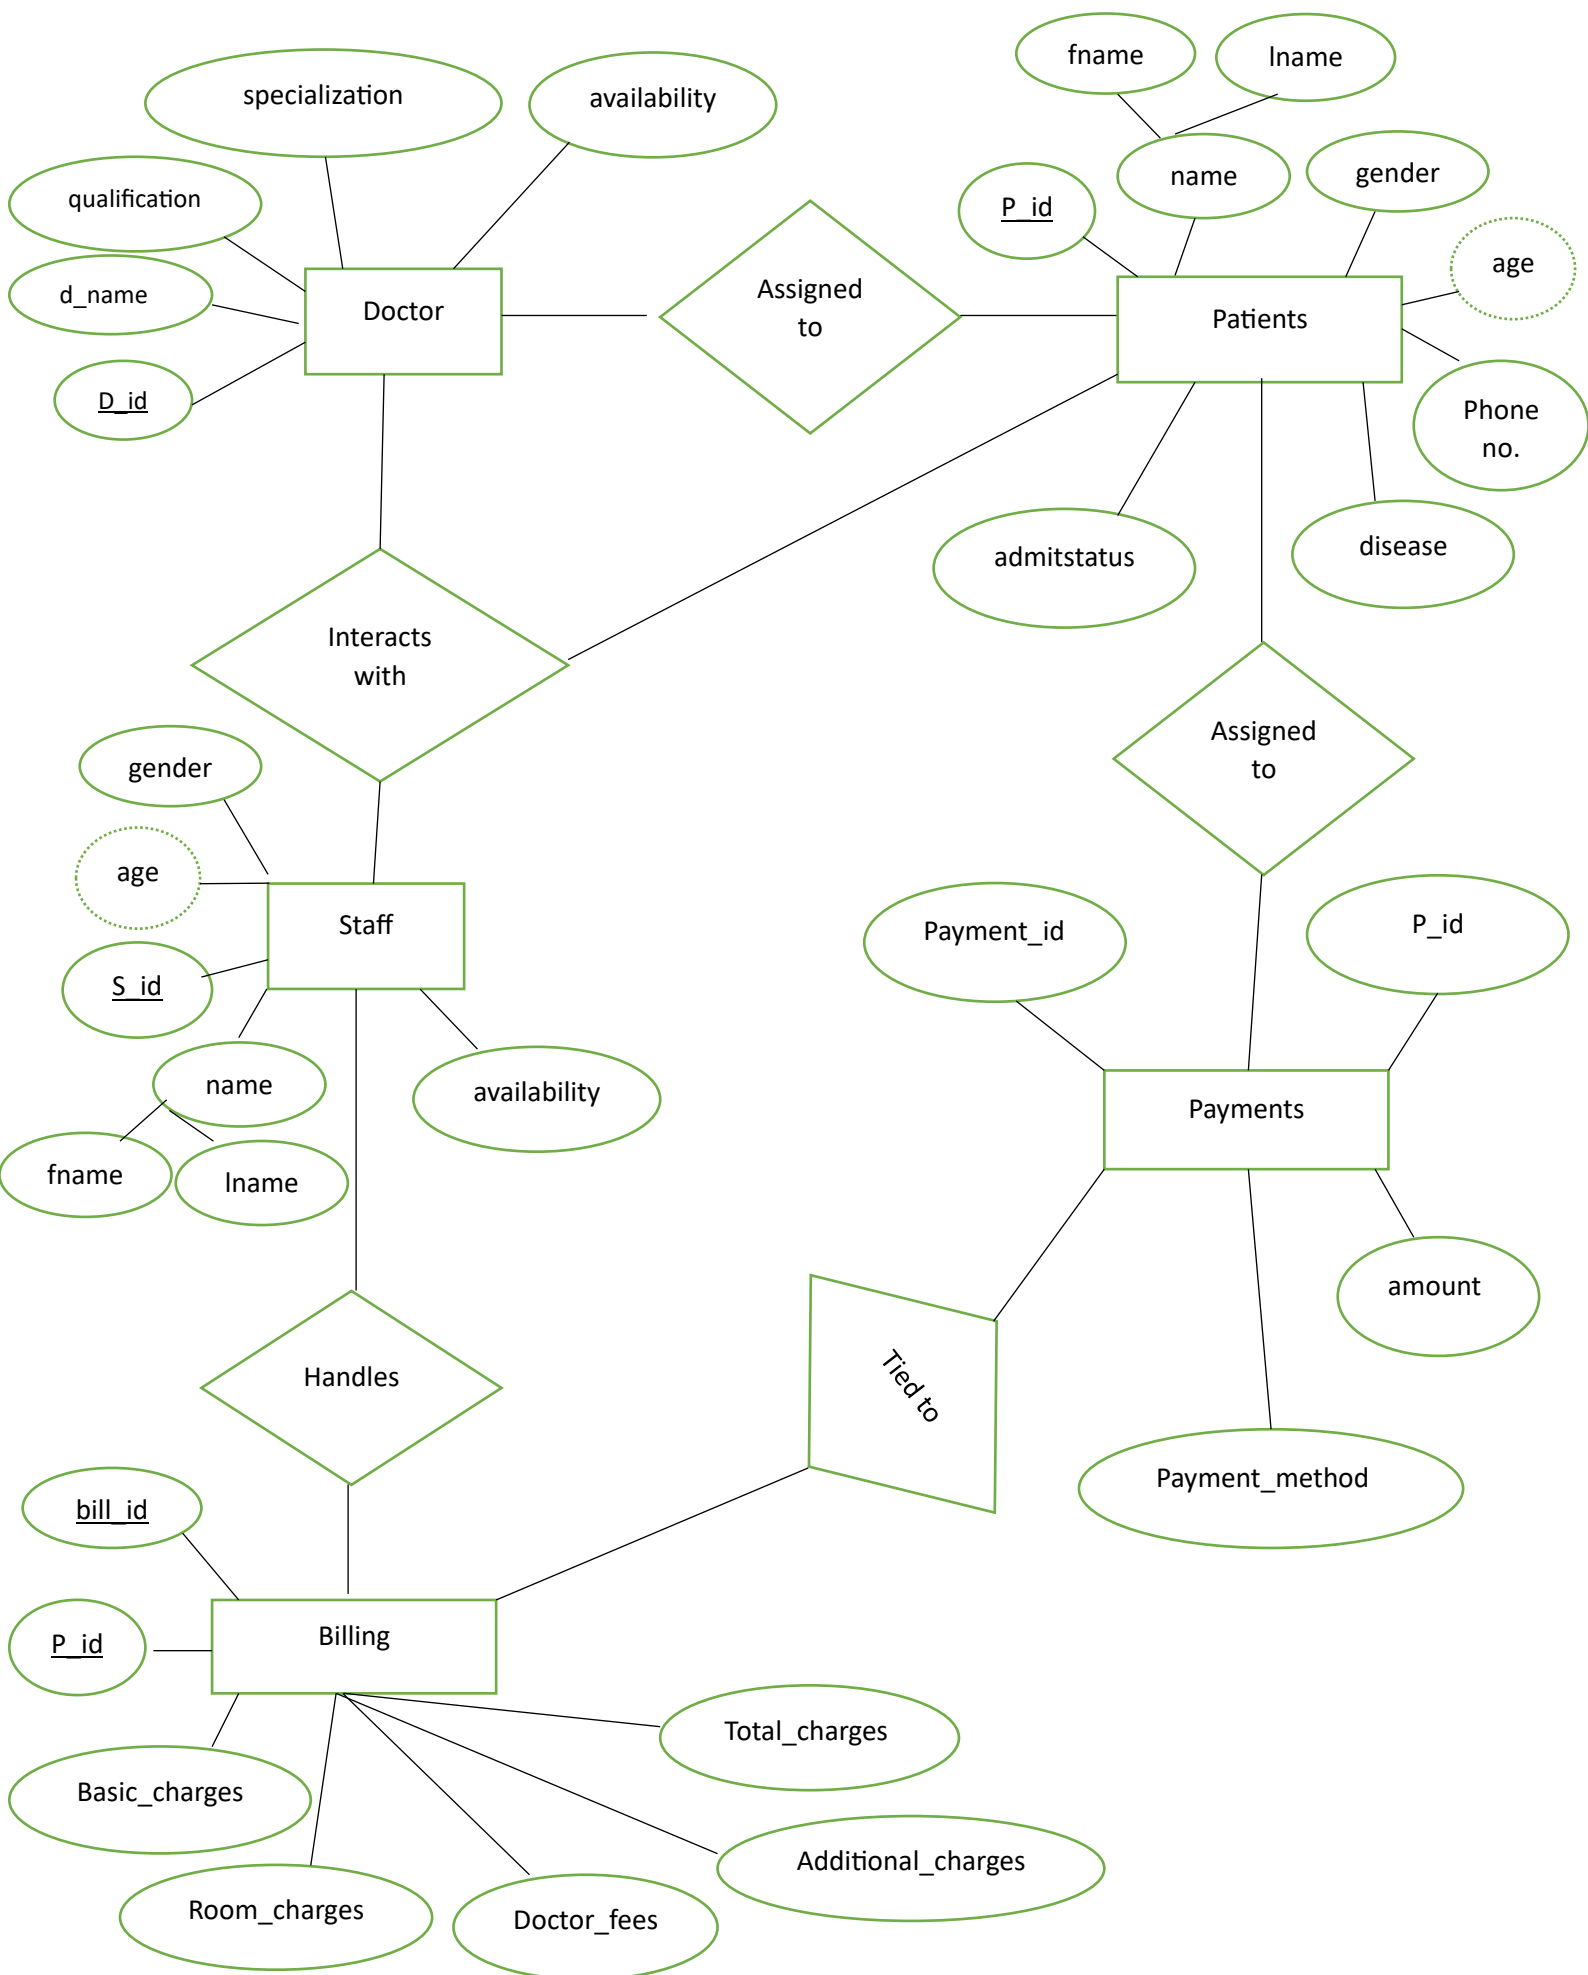 fname
lname
specialization
availability
name
gender
qualification
P_id
age
d_name
Doctor
Assigned
to
Patients
D_id
Phone
no.
admitstatus
disease
Interacts
with
Assigned
to
gender
age
Staff
Payment_id
P_id
S_id
name
availability
Payments
fname
lname
amount
Handles
Tied to
Payment_method
bill_id
P_id
Billing
Total_charges
Basic_charges
Additional_charges
Room_charges
Doctor_fees